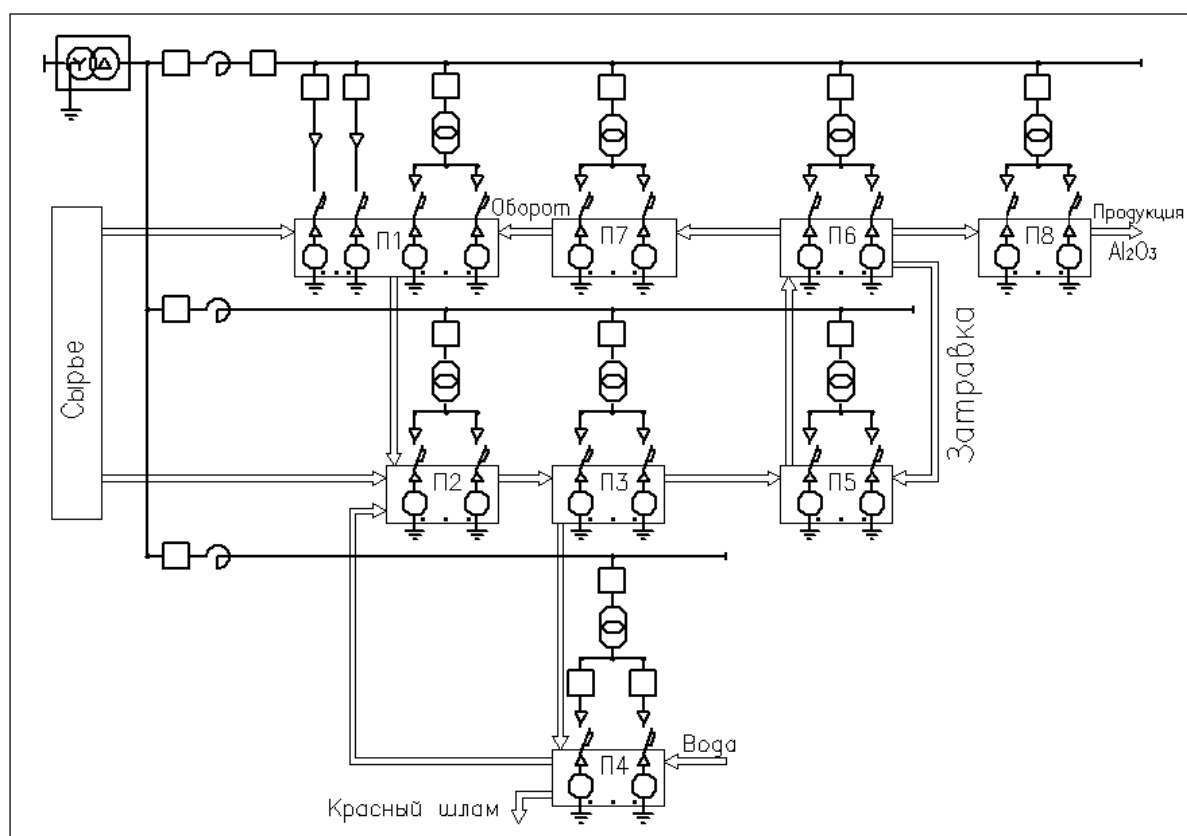 Оборот
Продукция
П1
П7
П6
П8
Al₂O₃
Сырье
Затравка
П2
П3
П5
Вода
П4
Красный шлам